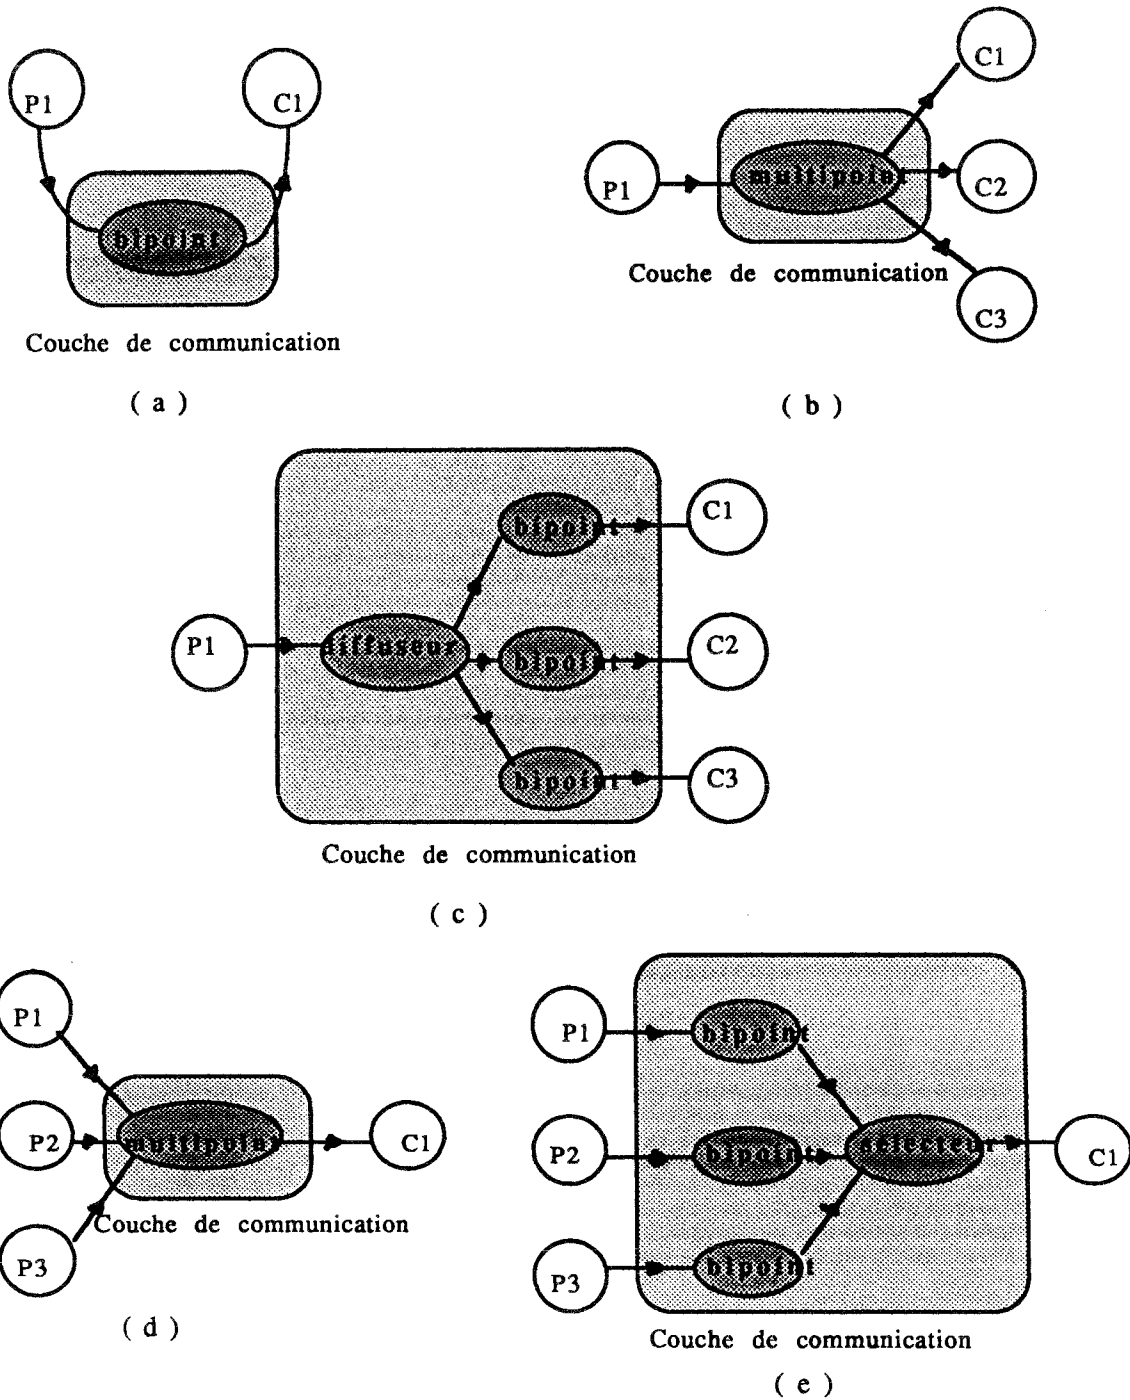 P1
C1
bipoint
Couche de communication
( a )
C1
P1
multipoint
C2
Couche de communication
C3
( b )
bipoint
C1
P1
diffuseur
bipoint
C2
bipoint
C3
Couche de communication
( c )
P1
P2
multipoint
C1
Couche de communication
P3
( d )
P1
bipoint
P2
bipoint
sélecteur
C1
P3
bipoint
Couche de communication
( e )